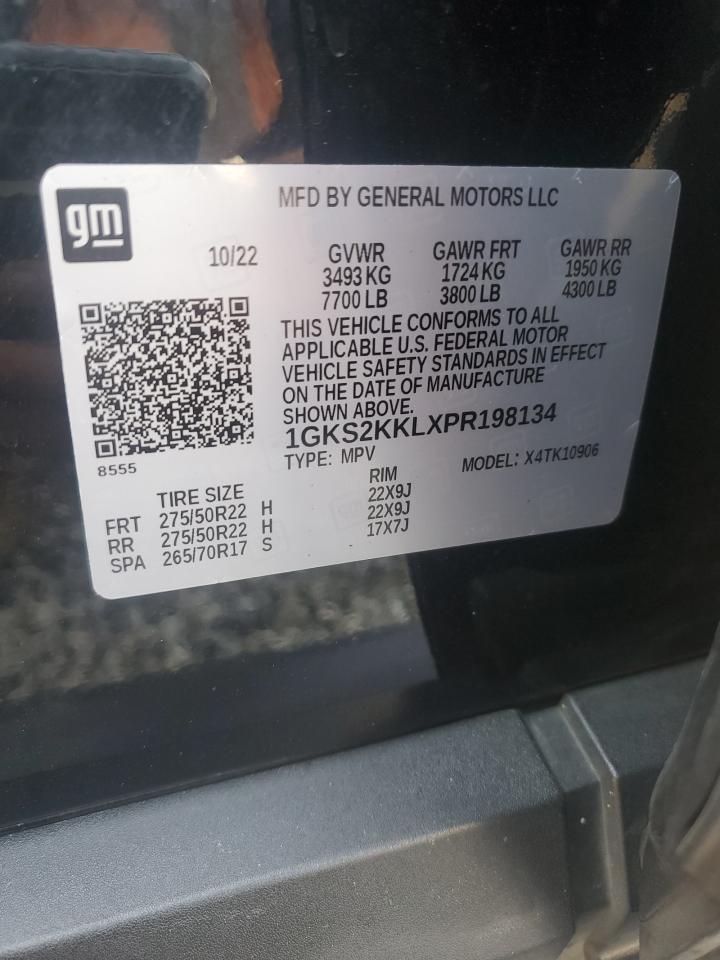 gm
MFD BY GENERAL MOTORS LLC
10/22 GVWR GAWR FRT GAWR RR
3493 KG 1724 KG 1950 KG
7700 LB 3800 LB 4300 LB
THIS VEHICLE CONFORMS TO ALL
APPLICABLE U.S. FEDERAL MOTOR
VEHICLE SAFETY STANDARDS IN EFFECT
ON THE DATE OF MANUFACTURE
SHOWN ABOVE.
1GKS2KKLXPR198134
8555
TYPE: MPV MODEL: X4TK10906
TIRE SIZE RIM
FRT 275/50R22 H 22X9J
RR 275/50R22 H 22X9J
SPA 265/70R17 S 17X7J